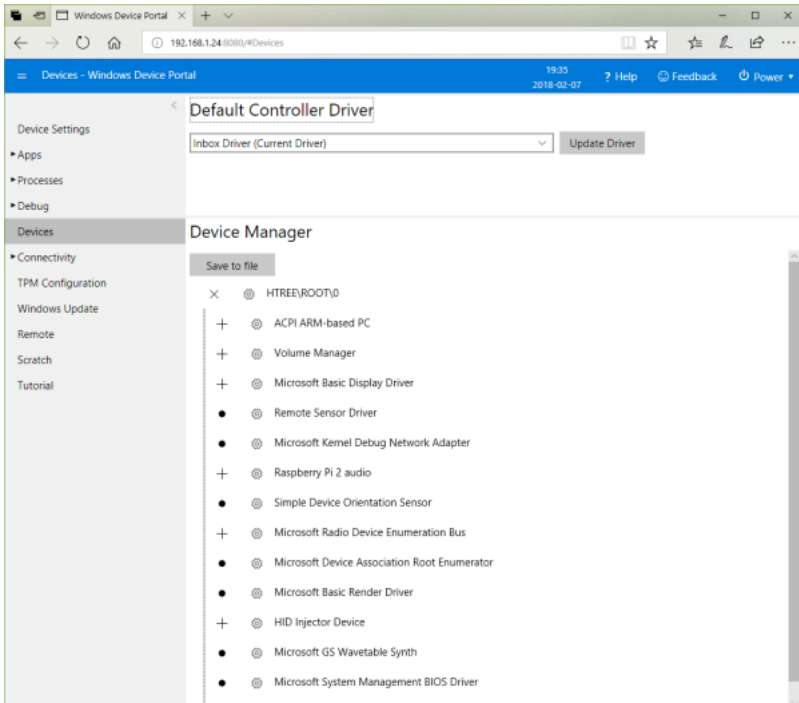 Windows Device Portal
192.168.1.24:8080/#Devices
Devices - Windows Device Portal
19:35
2018-02-07
? Help
Feedback
Power
Device Settings
Apps
Processes
Debug
Devices
Connectivity
TPM Configuration
Windows Update
Remote
Scratch
Tutorial
Default Controller Driver
Inbox Driver (Current Driver)
Update Driver
Device Manager
Save to file
HTREE\ROOT\0
ACPI ARM-based PC
Volume Manager
Microsoft Basic Display Driver
Remote Sensor Driver
Microsoft Kernel Debug Network Adapter
Raspberry Pi 2 audio
Simple Device Orientation Sensor
Microsoft Radio Device Enumeration Bus
Microsoft Device Association Root Enumerator
Microsoft Basic Render Driver
HID Injector Device
Microsoft GS Wavetable Synth
Microsoft System Management BIOS Driver